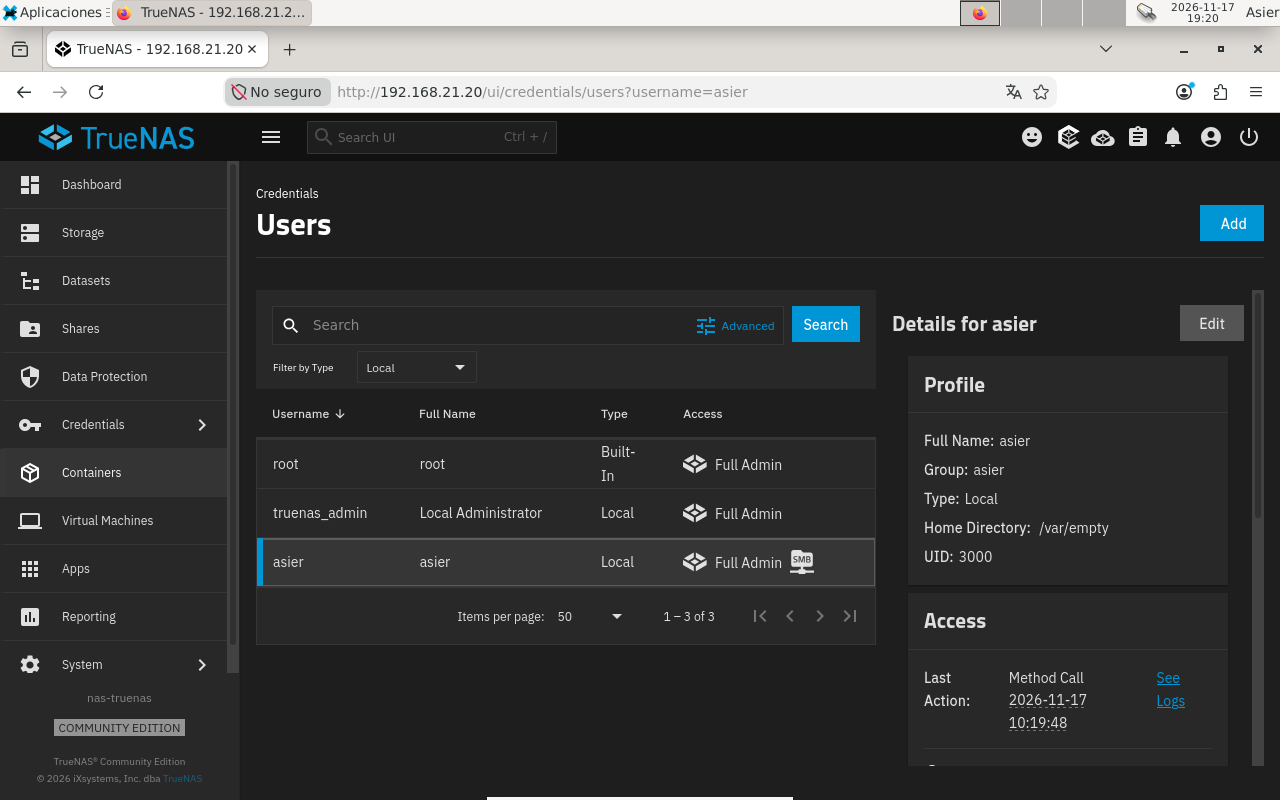 Aplicaciones
TrueNAS - 192.168.21.2...
2026-11-17
19:20
Asier
TrueNAS - 192.168.21.20
No seguro
http://192.168.21.20/ui/credentials/users?username=asier
TrueNAS
Search UI
Ctrl + /
Dashboard
Storage
Datasets
Shares
Data Protection
Credentials
Containers
Virtual Machines
Apps
Reporting
System
nas-truenas
COMMUNITY EDITION
TrueNAS® Community Edition
© 2026 iXsystems, Inc. dba TrueNAS
Credentials
Users
Add
Search
Advanced
Search
Filter by Type
Local
Username
Full Name
Type
Access
root
root
Built-
In
Full Admin
truenas_admin
Local Administrator
Local
Full Admin
asier
asier
Local
Full Admin
SMB
Items per page:
50
1 – 3 of 3
Details for asier
Edit
Profile
Full Name: asier
Group: asier
Type: Local
Home Directory: /var/empty
UID: 3000
Access
Last
Action:
Method Call
2026-11-17
10:19:48
See
Logs